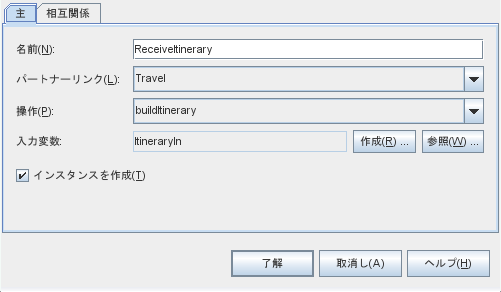 主 相互関係
名前(N): ReceiveItinerary
パートナーリンク(L): Travel
操作(P): buildItinerary
入力変数: ItineraryIn 作成(R) ... 参照(W) ...
インスタンスを作成(T)
了解 取消し(A) ヘルプ(H)